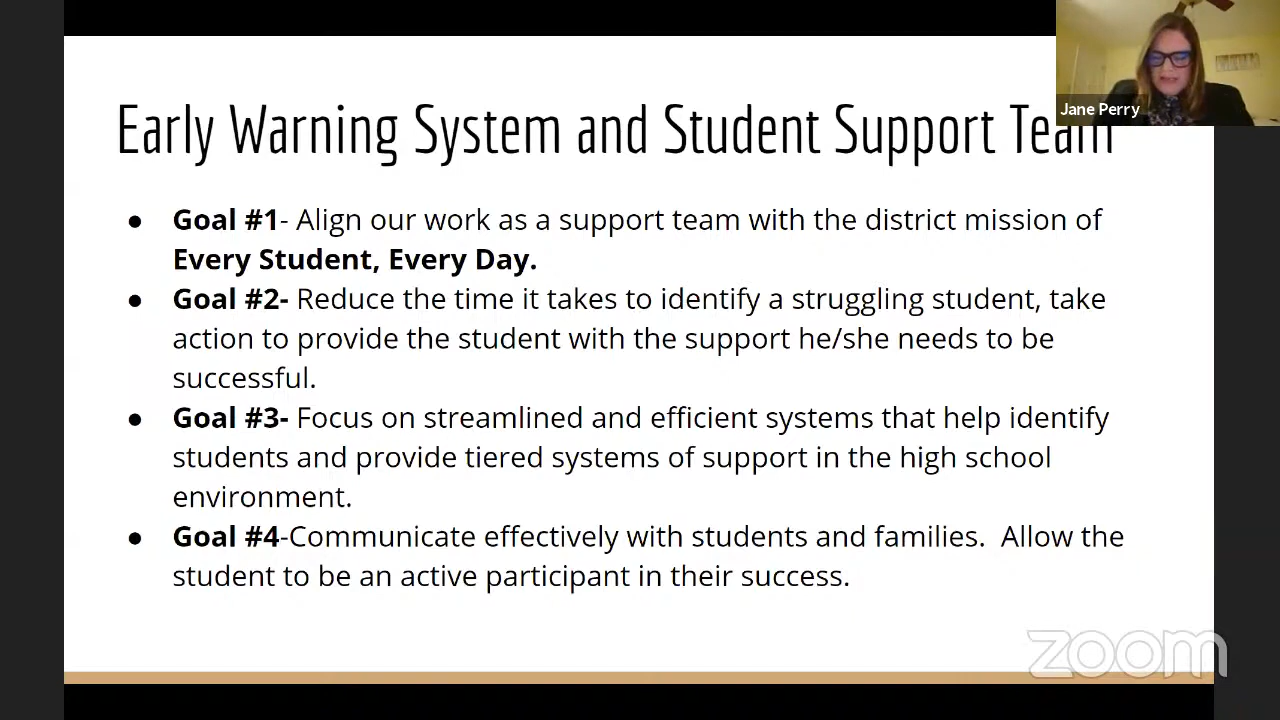 Early Warning System and Student Support Team
Jane Perry
● Goal #1- Align our work as a support team with the district mission of
Every Student, Every Day.
● Goal #2- Reduce the time it takes to identify a struggling student, take
action to provide the student with the support he/she needs to be
successful.
● Goal #3- Focus on streamlined and efficient systems that help identify
students and provide tiered systems of support in the high school
environment.
● Goal #4-Communicate effectively with students and families.  Allow the
student to be an active participant in their success.
zoom